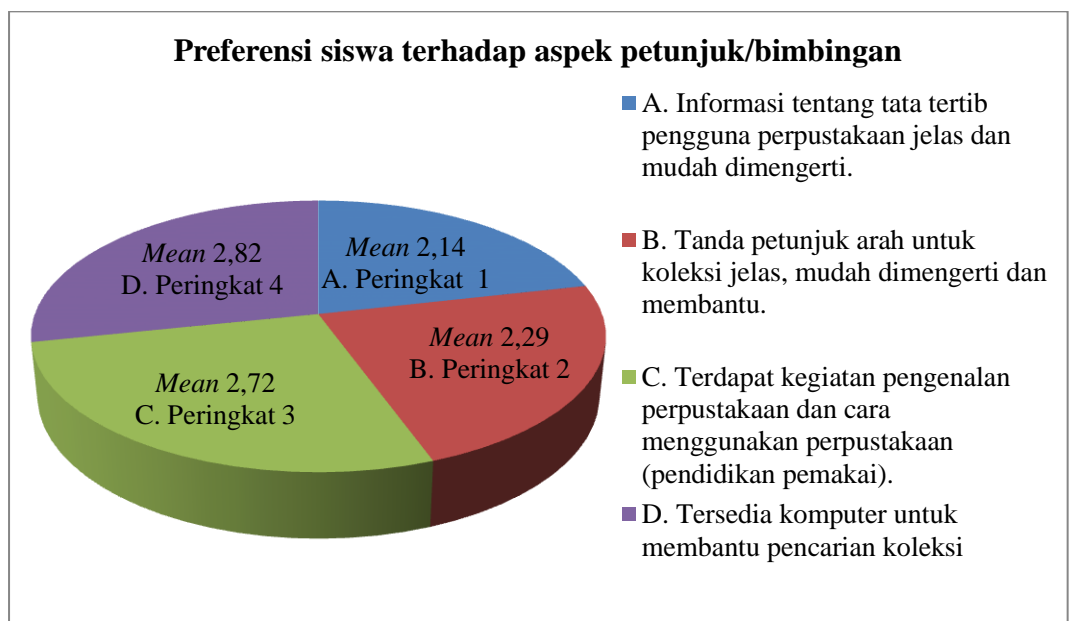 Preferensi siswa terhadap aspek petunjuk/bimbingan
Mean 2,82
D. Peringkat 4
Mean 2,14
A. Peringkat 1
Mean 2,29
B. Peringkat 2
Mean 2,72
C. Peringkat 3
A. Informasi tentang tata tertib
pengguna perpustakaan jelas dan
mudah dimengerti.
B. Tanda petunjuk arah untuk
koleksi jelas, mudah dimengerti dan
membantu.
C. Terdapat kegiatan pengenalan
perpustakaan dan cara
menggunakan perpustakaan
(pendidikan pemakai).
D. Tersedia komputer untuk
membantu pencarian koleksi